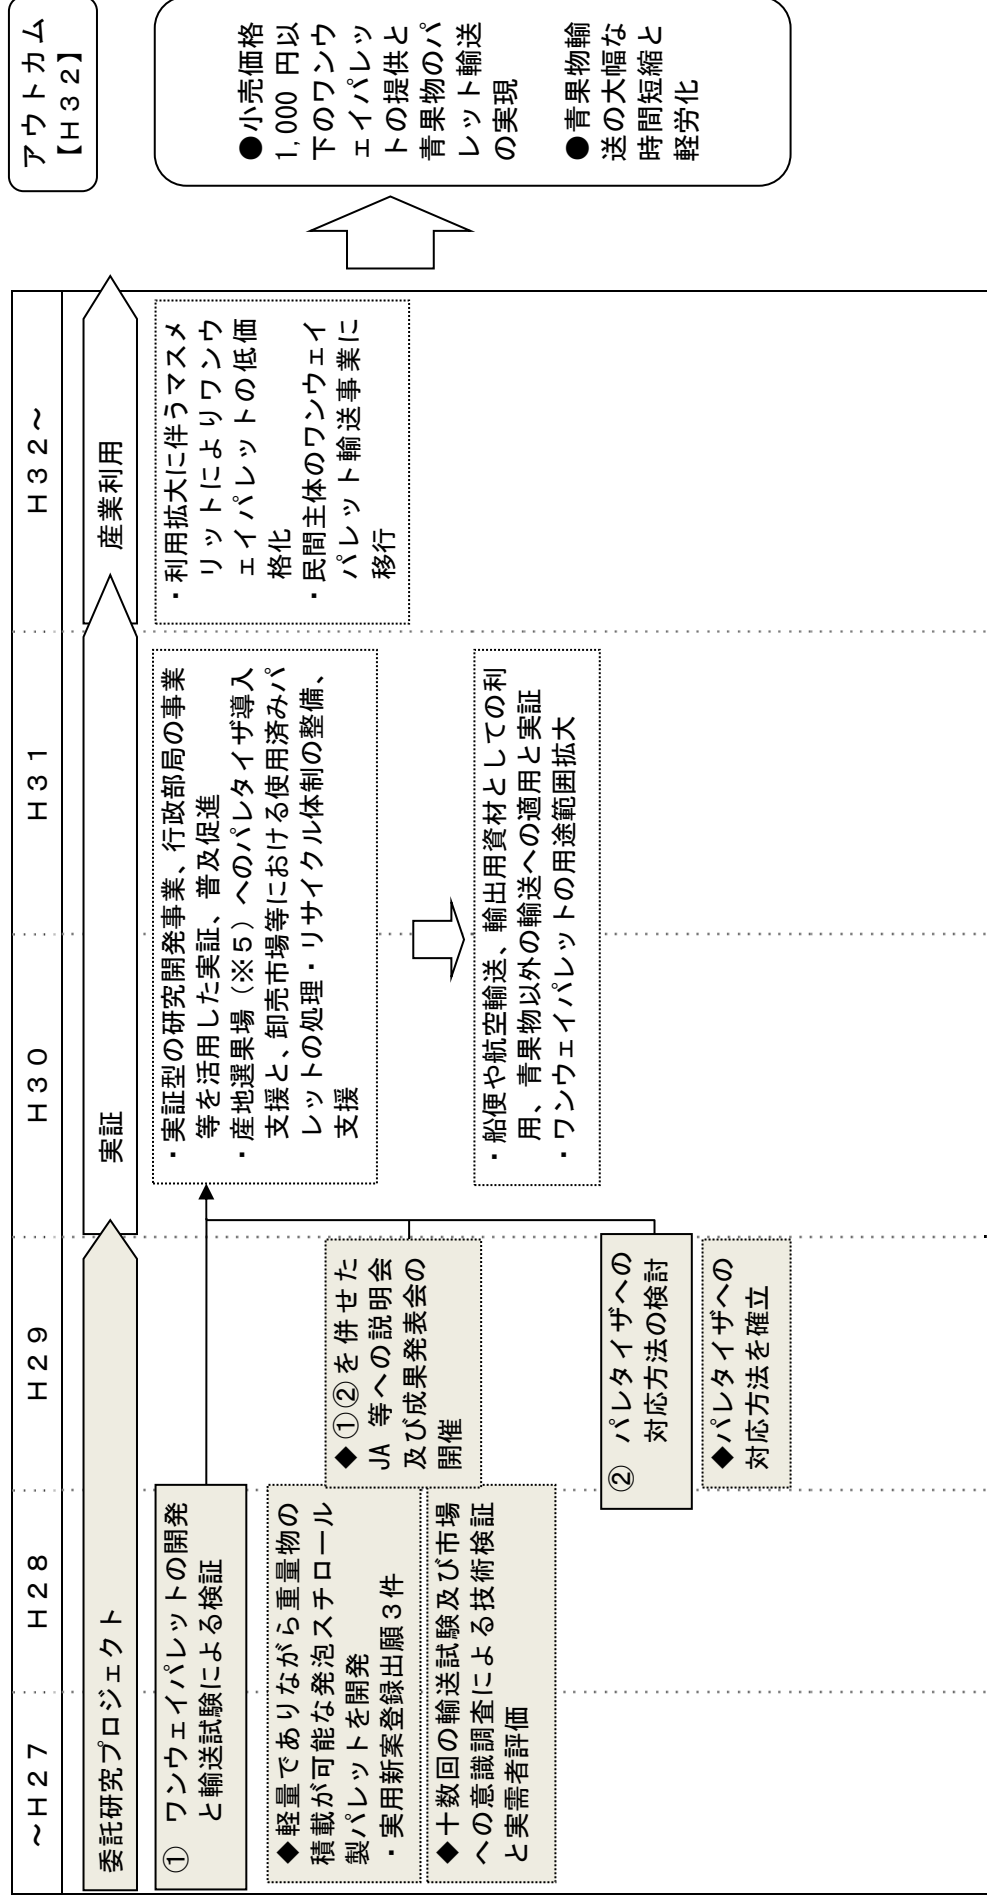 ～Ｈ２７
Ｈ２８
Ｈ２９
Ｈ３０
Ｈ３１
Ｈ３２～
アウトカム
【Ｈ３２】
委託研究プロジェクト
実証
産業利用
① ワンウェイパレットの開発
と輸送試験による検証
◆軽量でありながら重量物の
積載が可能な発泡スチロール
製パレットを開発
・実用新案登録出願３件
◆十数回の輸送試験及び市場
への意識調査による技術検証
と実需者評価
◆①②を併せた
JA 等への説明会
及び成果発表会の
開催
② パレタイザへの
対応方法の検討
◆パレタイザへの
対応方法を確立
・実証型の研究開発事業、行政部局の事業
等を活用した実証、普及促進
・産地選果場（※５）へのパレタイザ導入
支援と、卸売市場等における使用済みパ
レットの処理・リサイクル体制の整備、
支援
・船便や航空輸送、輸出用資材としての利
用、青果物以外の輸送への適用と実証
・ワンウェイパレットの用途範囲拡大
・利用拡大に伴うマスメ
リットによりワンウ
ェイパレットの低価
格化
・民間主体のワンウェイ
パレット輸送事業に
移行
●小売価格
1,000 円以
下のワンウ
ェイパレッ
トの提供と
青果物のパ
レット輸送
の実現
●青果物輸
送の大幅な
時間短縮と
軽労化